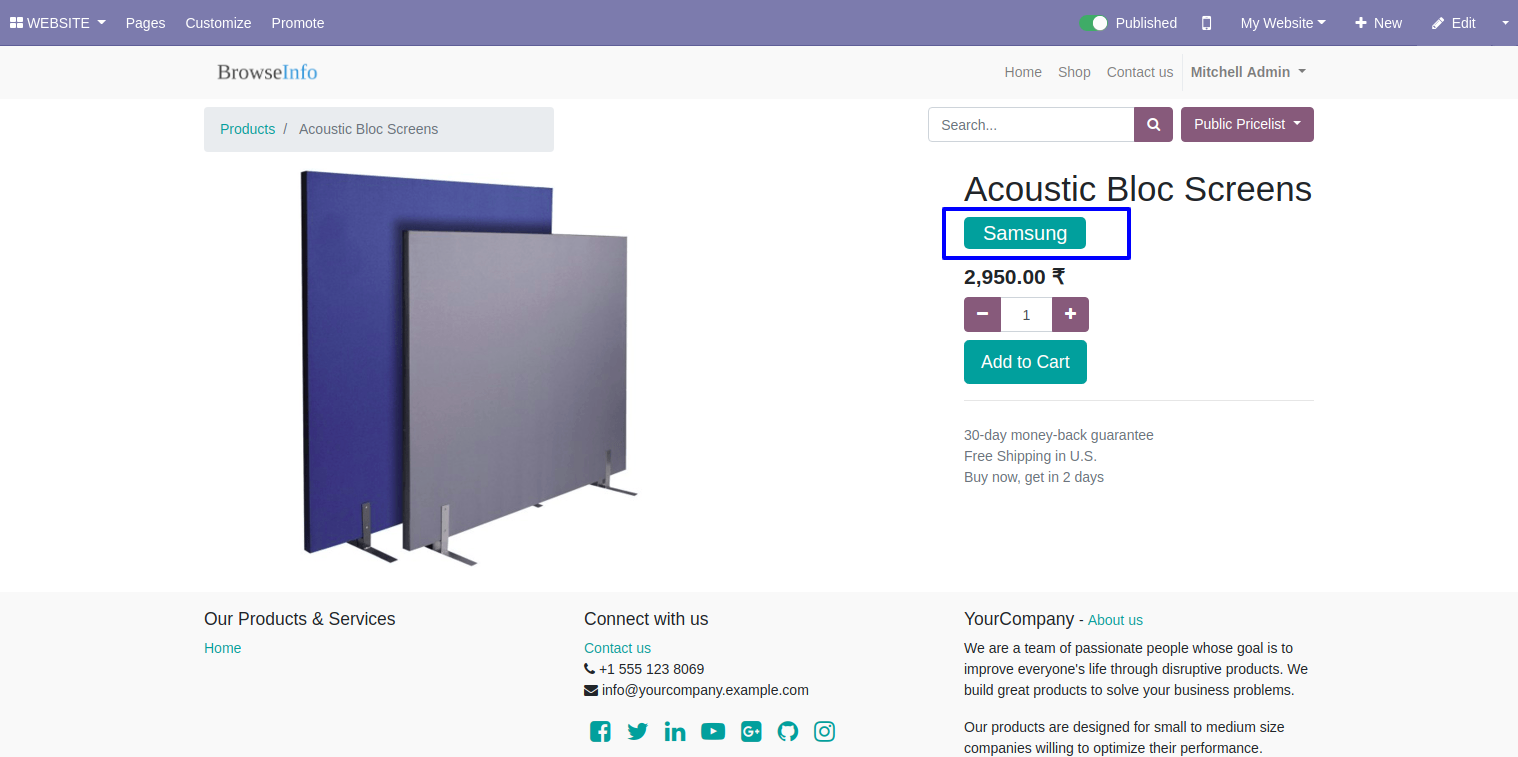 WEBSITE Pages Customize Promote Published My Website New Edit
BrowseInfo Home Shop Contact us Mitchell Admin
Products / Acoustic Bloc Screens Search... Public Pricelist
Acoustic Bloc Screens
Samsung
2,950.00 ₹
1
Add to Cart
30-day money-back guarantee
Free Shipping in U.S.
Buy now, get in 2 days
Our Products & Services
Home
Connect with us
Contact us
+1 555 123 8069
info@yourcompany.example.com
YourCompany - About us
We are a team of passionate people whose goal is to
improve everyone's life through disruptive products. We
build great products to solve your business problems.
Our products are designed for small to medium size
companies willing to optimize their performance.